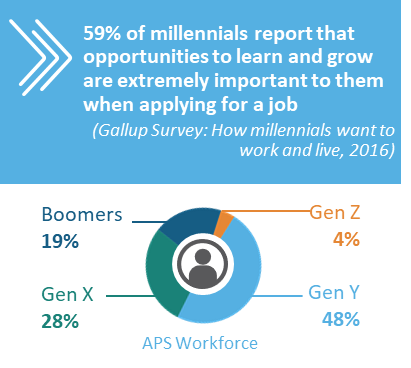 59% of millennials report that
opportunities to learn and grow
are extremely important to them
when applying for a job
(Gallup Survey: How millennials want to
work and live, 2016)
Boomers
19%
Gen Z
4%
Gen X
28%
Gen Y
48%
APS Workforce